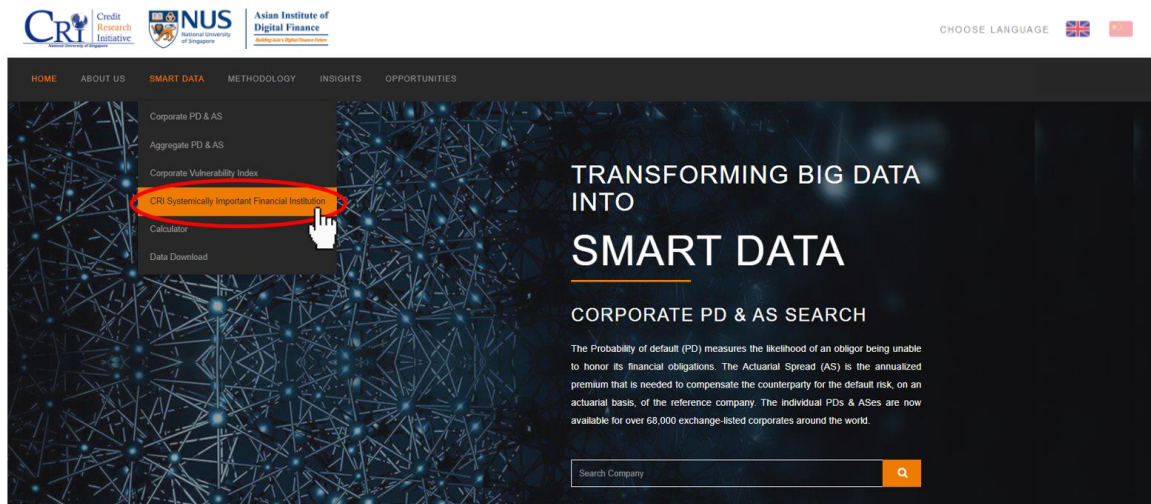 CRI
Credit
Research
Initiative
National University of Singapore
NUS
National University
of Singapore
Asian Institute of
Digital Finance
Building Asia's Digital Finance Future
CHOOSE LANGUAGE
HOME ABOUT US SMART DATA METHODOLOGY INSIGHTS OPPORTUNITIES
Corporate PD & AS
Aggregate PD & AS
Corporate Vulnerability Index
CRI Systemically Important Financial Institution
Calculator
Data Download
TRANSFORMING BIG DATA
INTO
SMART DATA
CORPORATE PD & AS SEARCH
The Probability of default (PD) measures the likelihood of an obligor being unable
to honor its financial obligations. The Actuarial Spread (AS) is the annualized
premium that is needed to compensate the counterparty for the default risk, on an
actuarial basis, of the reference company. The individual PDs & ASes are now
available for over 68,000 exchange-listed corporates around the world.
Search Company